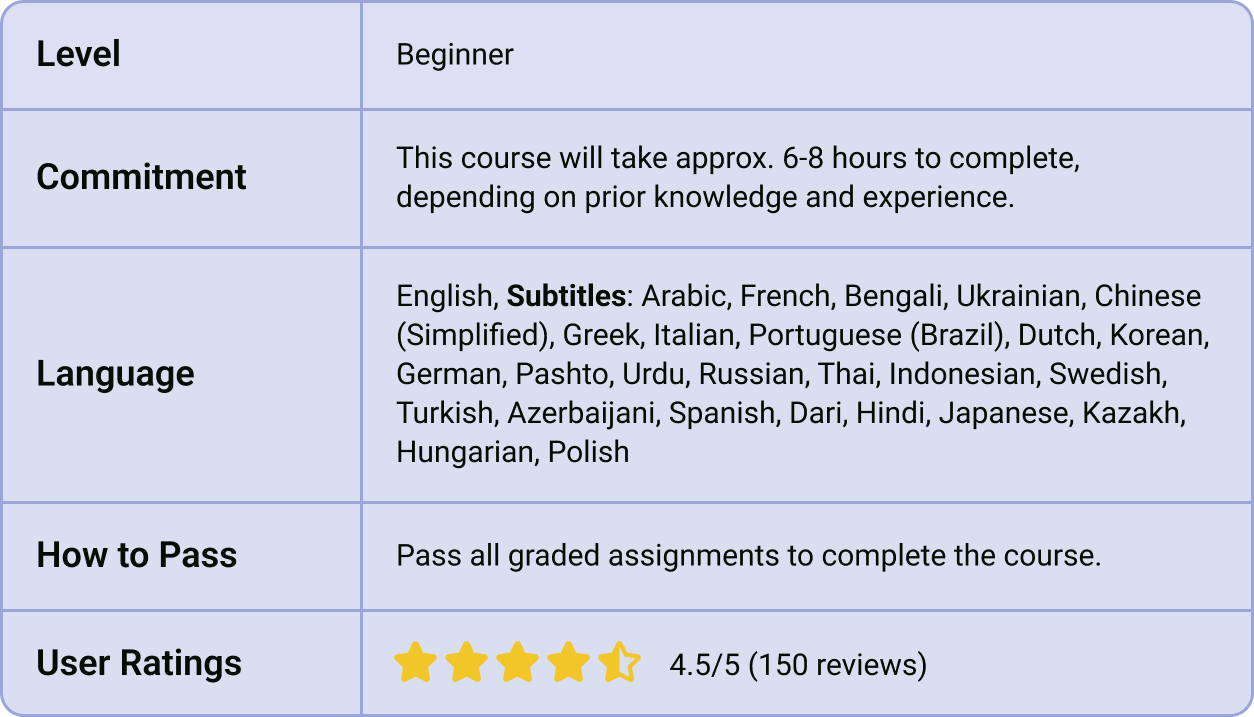 Level
Beginner
Commitment
This course will take approx. 6-8 hours to complete,
depending on prior knowledge and experience.
Language
English, Subtitles: Arabic, French, Bengali, Ukrainian, Chinese
(Simplified), Greek, Italian, Portuguese (Brazil), Dutch, Korean,
German, Pashto, Urdu, Russian, Thai, Indonesian, Swedish,
Turkish, Azerbaijani, Spanish, Dari, Hindi, Japanese, Kazakh,
Hungarian, Polish
How to Pass
Pass all graded assignments to complete the course.
User Ratings
4.5/5 (150 reviews)